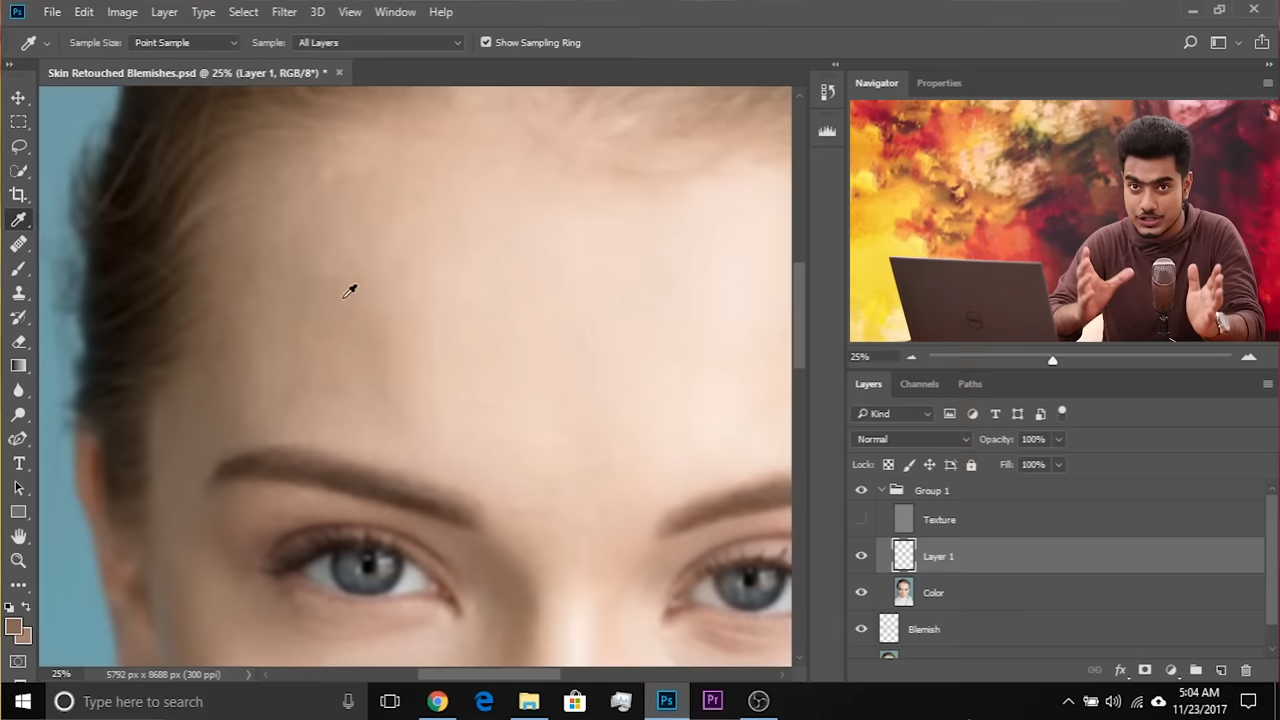 Ps File Edit Image Layer Type Select Filter 3D View Window Help
Sample Size: Point Sample Sample: All Layers Show Sampling Ring
Skin Retouched Blemishes.psd @ 25% (Layer 1, RGB/8*) *
Navigator Properties
25%
Layers Channels Paths
Kind
Normal Opacity: 100%
Lock: Fill: 100%
Group 1
Texture
Layer 1
Color
Blemish
25% 5792 px x 8688 px (300 ppi)
Type here to search
Ps Pr
5:04 AM
11/23/2017